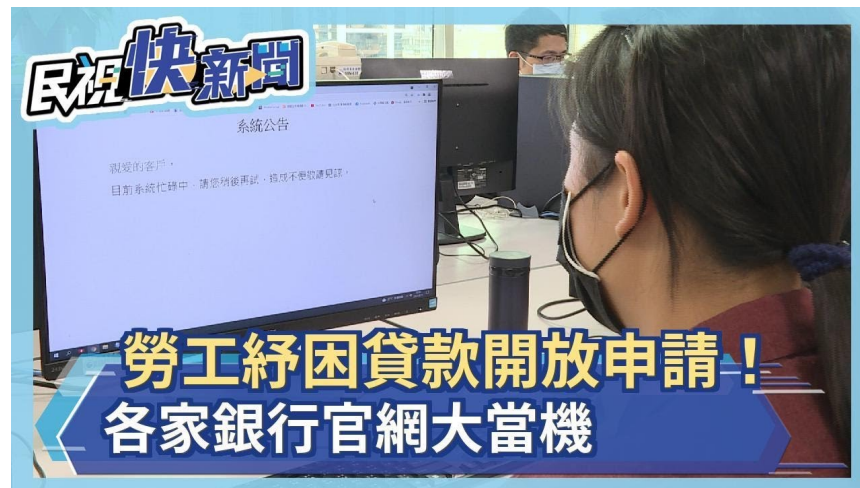 民視快新聞
系統公告
親愛的客戶，
目前系統忙碌中，請您稍後再試，造成不便敬請見諒。
勞工紓困貸款開放申請！
各家銀行官網大當機